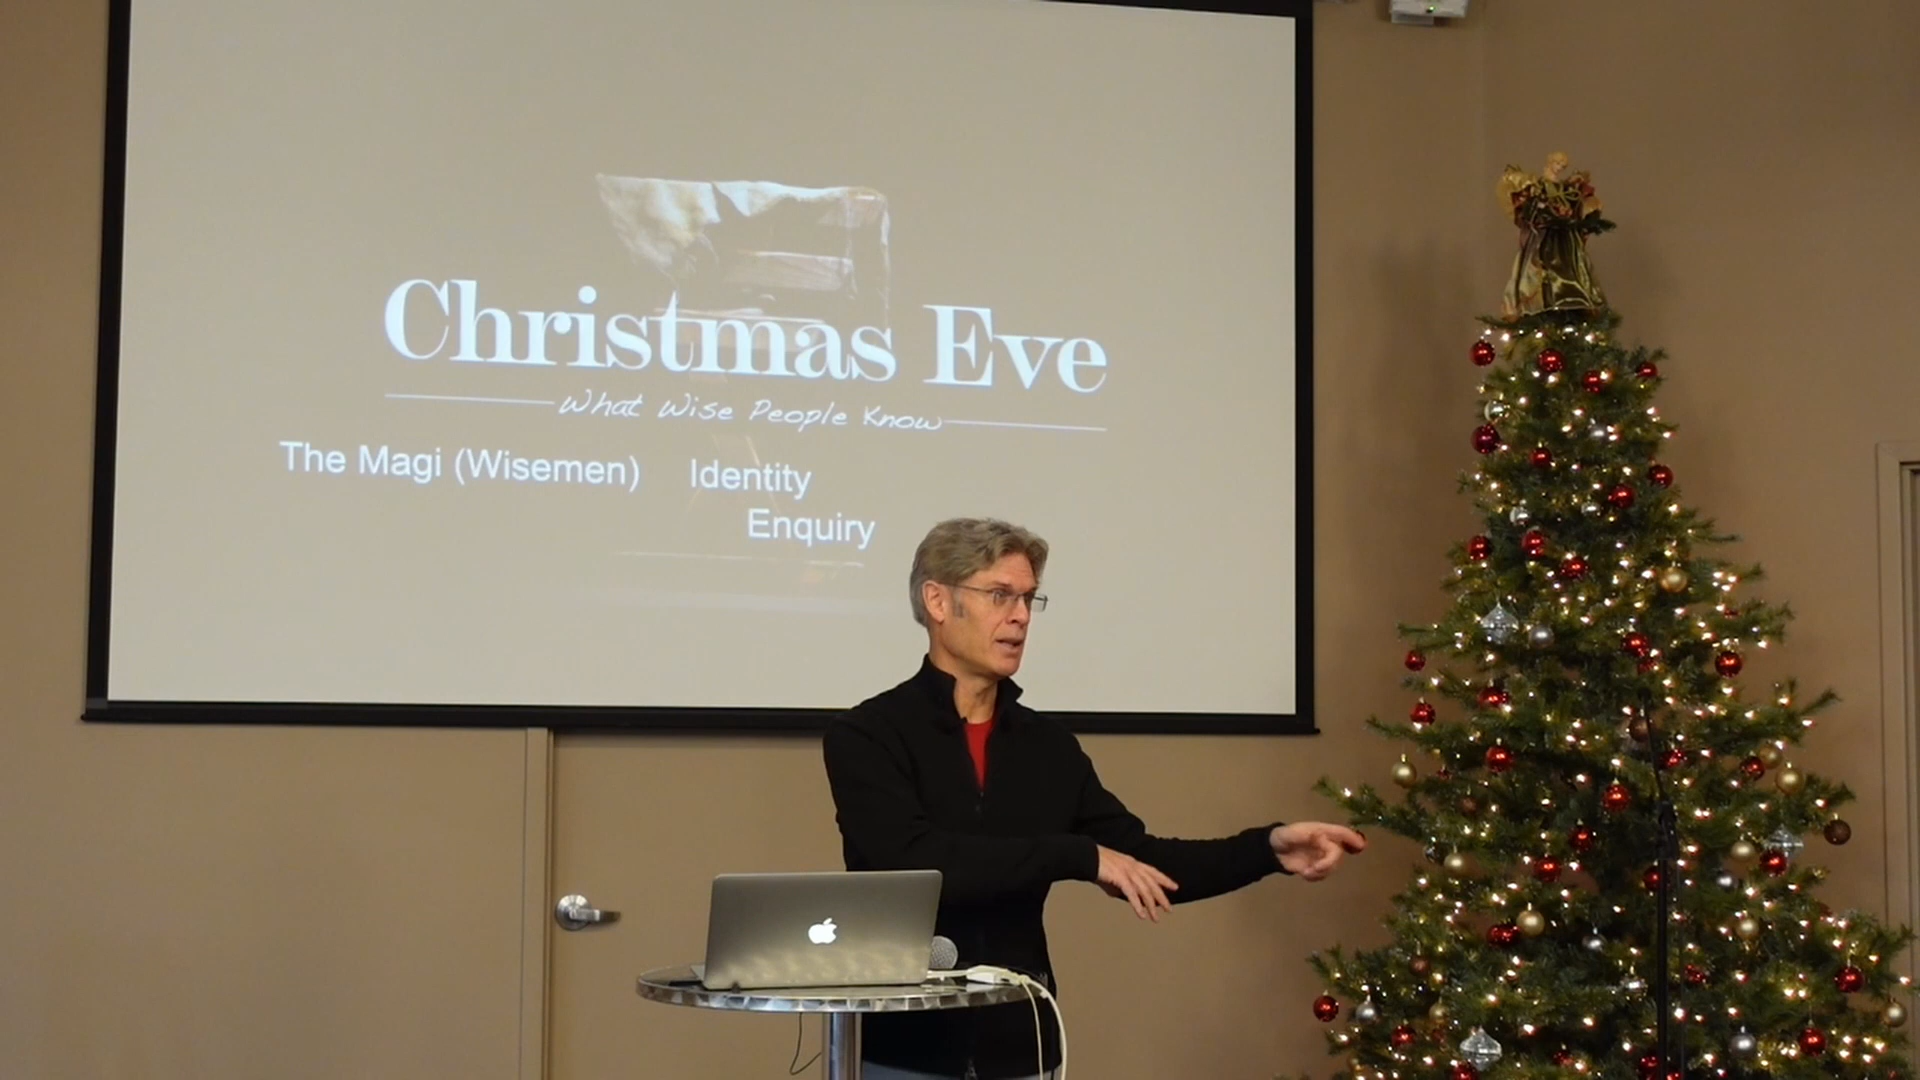 Christmas Eve
What Wise People Know
The Magi (Wisemen) Identity
Enquiry